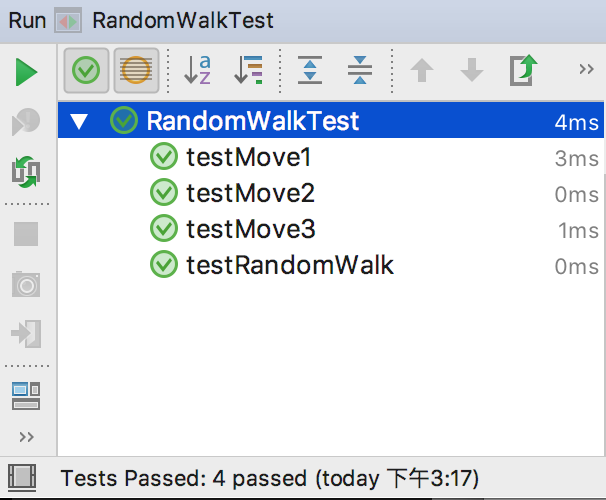 Run RandomWalkTest
RandomWalkTest 4ms
testMove1 3ms
testMove2 0ms
testMove3 1ms
testRandomWalk 0ms
Tests Passed: 4 passed (today 下午3:17)